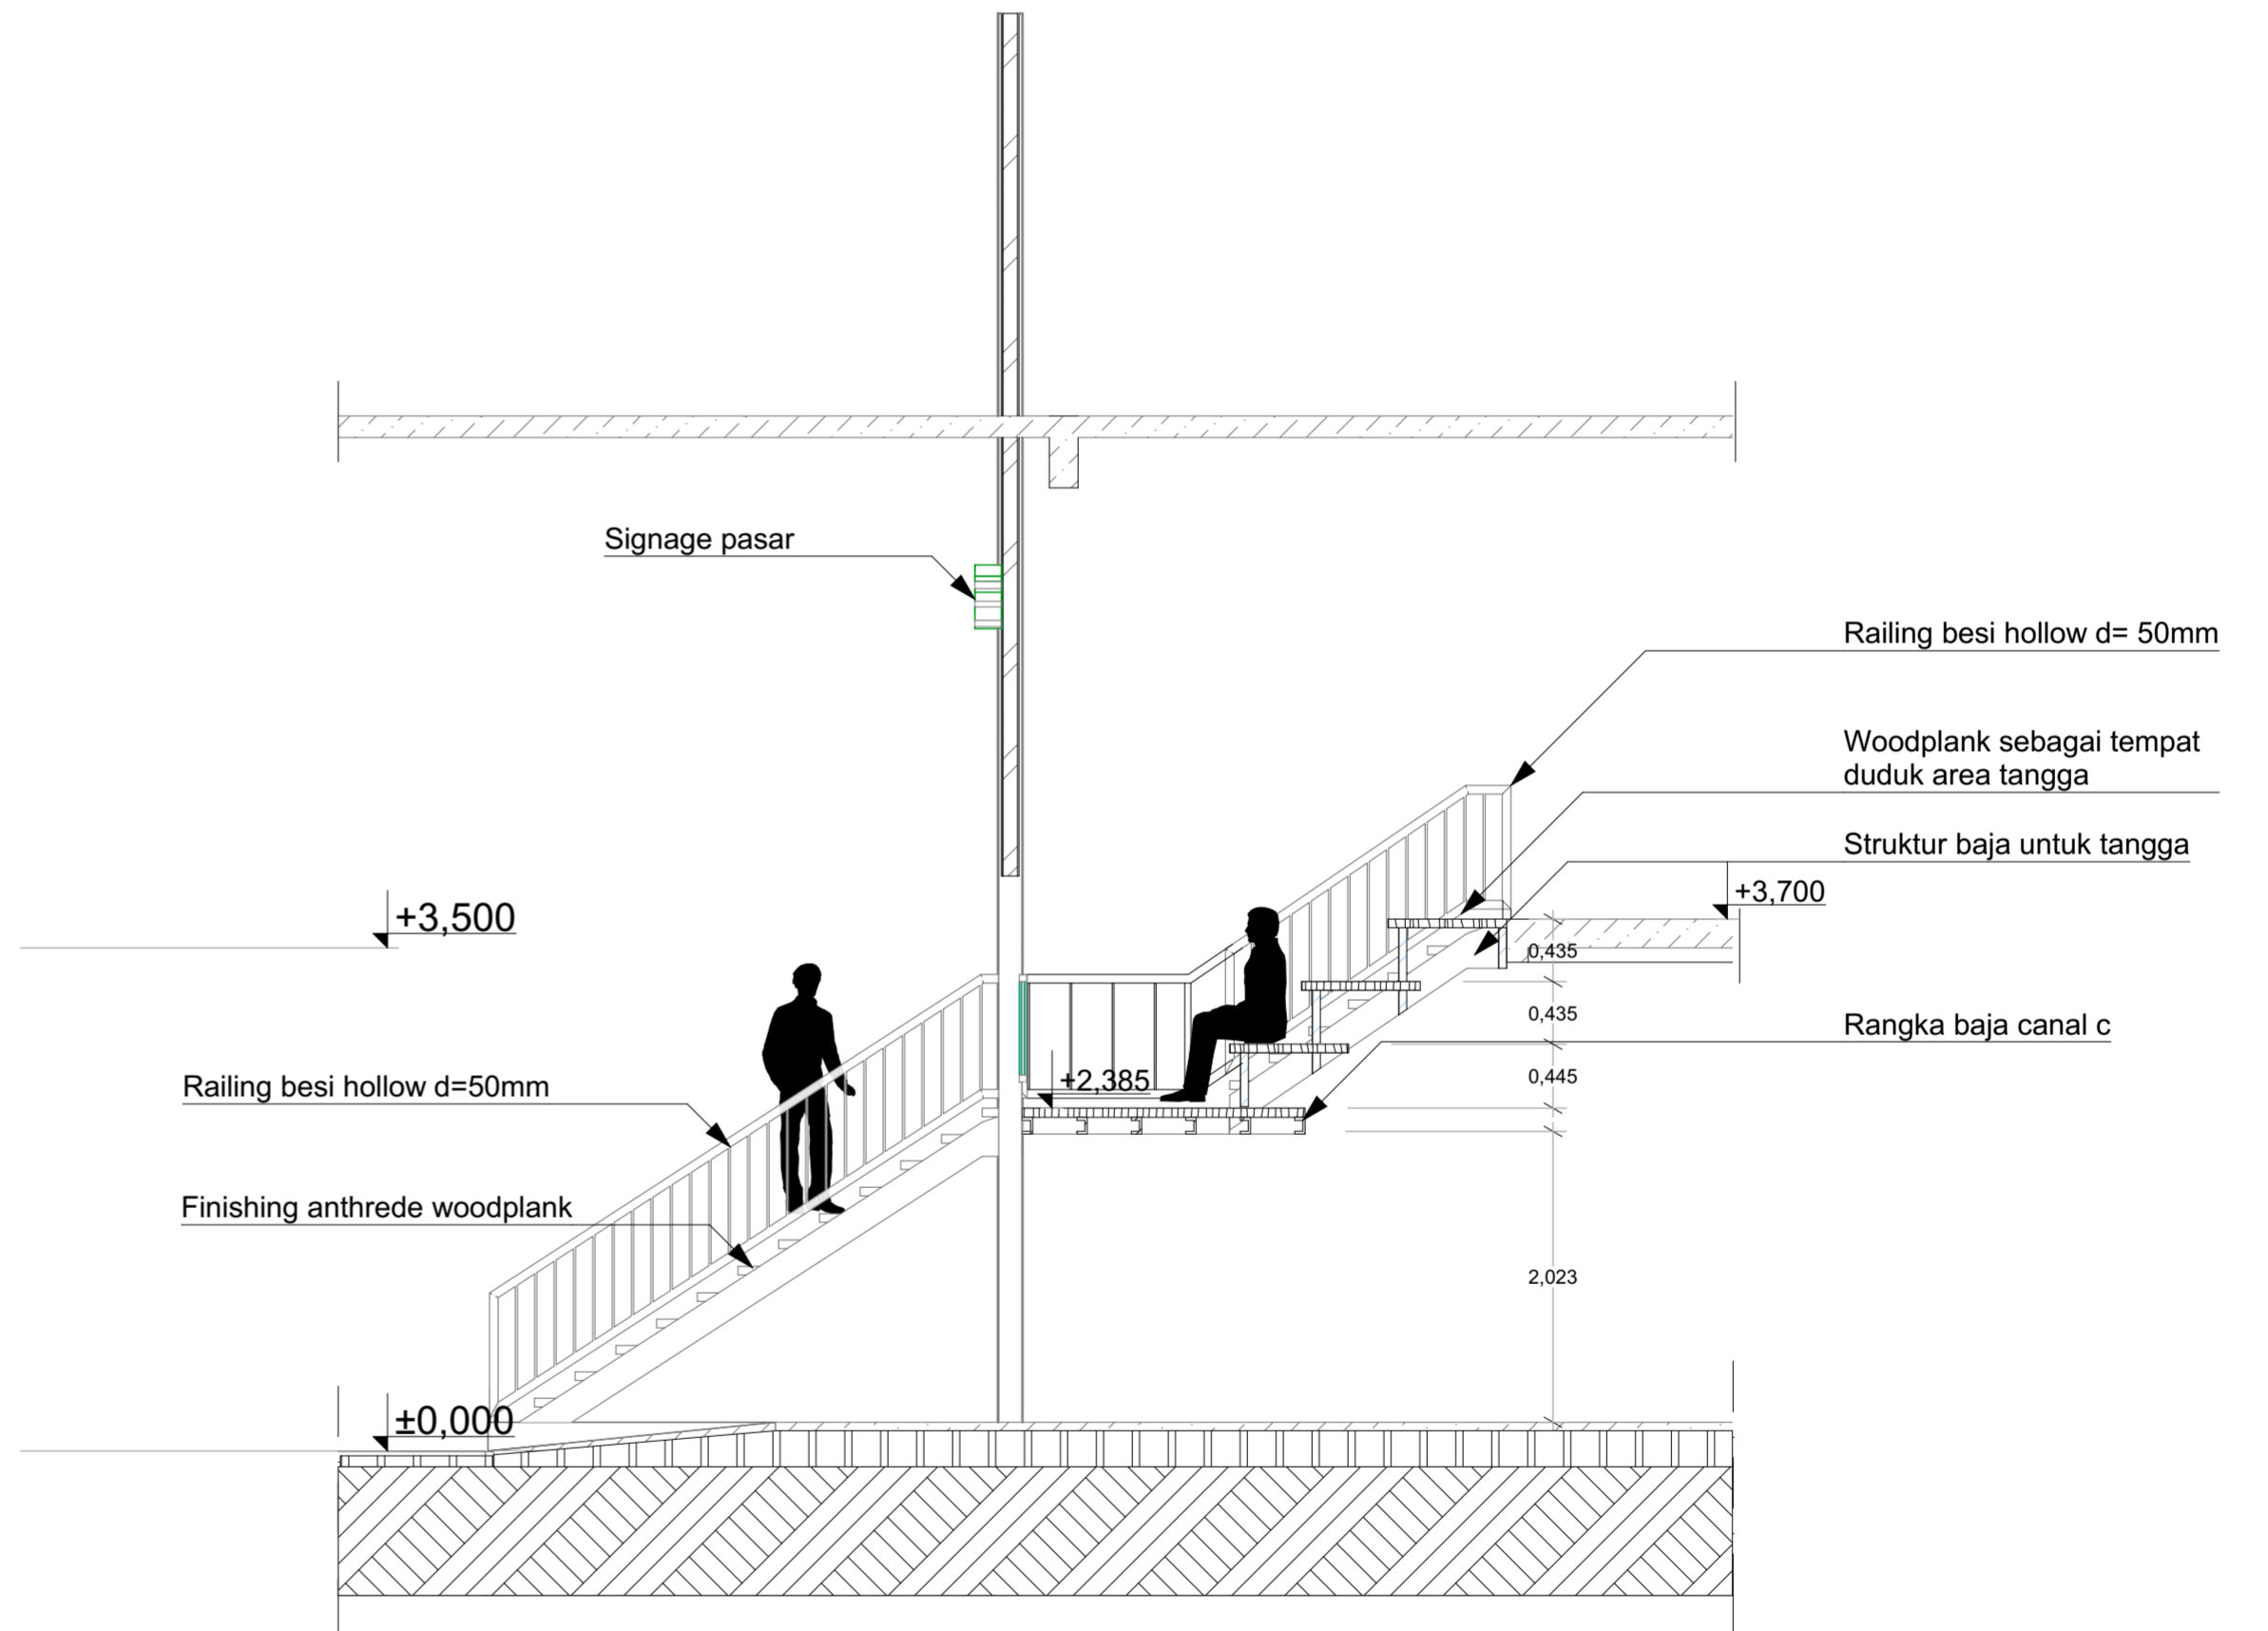 Signage pasar
Railing besi hollow d= 50mm
Woodplank sebagai tempat
duduk area tangga
Struktur baja untuk tangga
+3,700
+3,500
0,435
0,435
Rangka baja canal c
0,445
+2,385
Railing besi hollow d=50mm
Finishing anthrede woodplank
2,023
±0,000